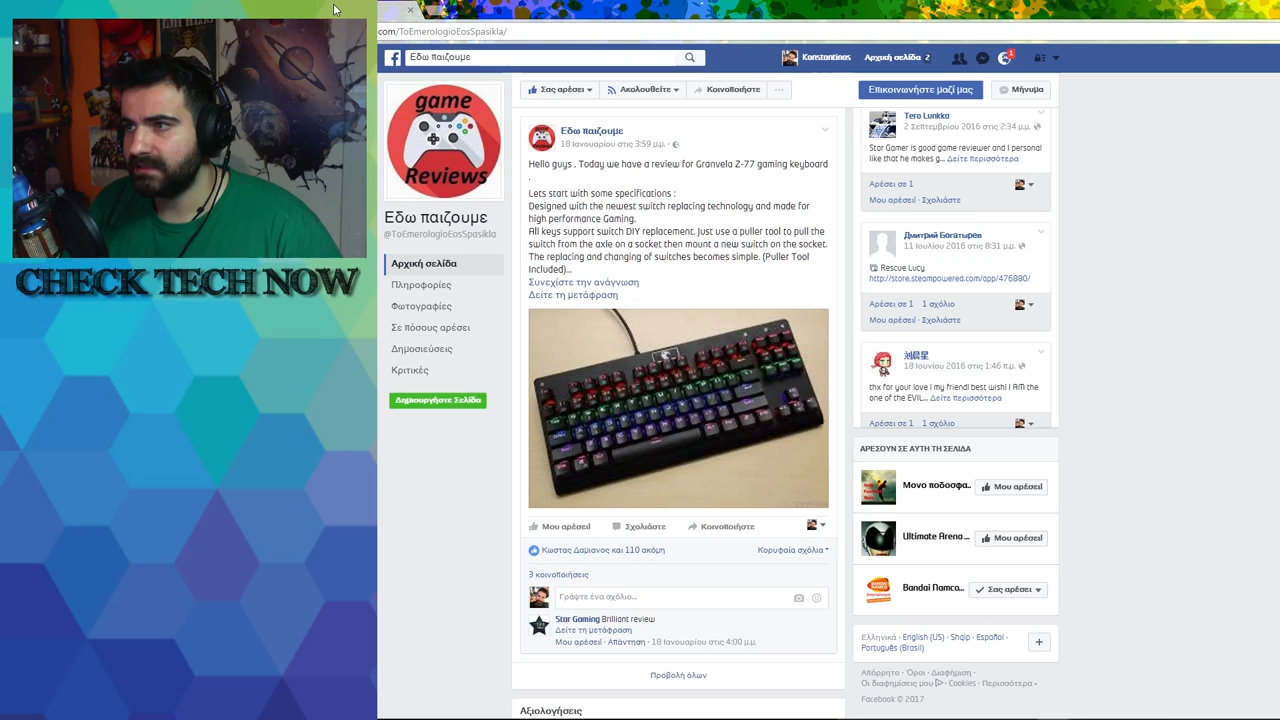 com/ToEmerologioEosSpasikla/
Εδω παιζουμε
Konstantinos
Αρχική σελίδα 2
1
game
Reviews
Εδω παιζουμε
@ToEmerologioEosSpasikla
Αρχική σελίδα
Πληροφορίες
Φωτογραφίες
Σε πόσους αρέσει
Δημοσιεύσεις
Κριτικές
Δημιουργήστε Σελίδα
CHECK TECH NOW
Σας αρέσει
Ακολουθείτε
Κοινοποιήστε
Επικοινωνήστε μαζί μας
Μήνυμα
Εδω παιζουμε
18 Ιανουαρίου στις 3:59 μ.μ. ·
Hello guys , Today we have a review for Granvela Z-77 gaming keyboard
.
Lets start with some specifications :
Designed with the newest switch replacing technology and made for
high performance Gaming.
All keys support switch DIY replacement. Just use a puller tool to pull the
switch from the axle on a socket then mount a new switch on the socket.
The replacing and changing of switches becomes simple. (Puller Tool
Included)...
Συνεχίστε την ανάγνωση
Δείτε τη μετάφραση
Μου αρέσει!
Σχολιάστε
Κοινοποιήστε
Κωστας Δαμιανος και 110 ακόμη
Κορυφαία σχόλια
3 κοινοποιήσεις
Γράψτε ένα σχόλιο...
Star Gaming Brilliant review
Δείτε τη μετάφραση
Μου αρέσει! · Απάντηση · 18 Ιανουαρίου στις 4:00 μ.μ.
Προβολή όλων
Αξιολογήσεις
Tero Lunkka
2 Σεπτεμβρίου 2016 στις 2:34 μ.μ. ·
Star Gamer is good game reviewer and I personal
like that he makes g... Δείτε περισσότερα
Αρέσει σε 1
Μου αρέσει! · Σχολιάστε
Дмитрий Богатырев
11 Ιουλίου 2016 στις 8:31 μ.μ. ·
Rescue Lucy
http://store.steampowered.com/app/476980/
Αρέσει σε 1 1 σχόλιο
Μου αρέσει! · Σχολιάστε
刘晨星
18 Ιουνίου 2016 στις 1:46 π.μ. ·
thx for your love ! my friend! best wish! I AM the
one of the EVIL... Δείτε περισσότερα
Αρέσει σε 1 1 σχόλιο
ΑΡΕΣΟΥΝ ΣΕ ΑΥΤΗ ΤΗ ΣΕΛΙΔΑ
Μονο ποδοσφα..
Μου αρέσει!
Ultimate Arena ...
Μου αρέσει!
Bandai Namco...
Σας αρέσει
Ελληνικά · English (US) · Shqip · Español ·
Português (Brasil)
Απόρρητο · Όροι · Διαφήμιση ·
Οι διαφημίσεις μου · Cookies · Περισσότερα
Facebook © 2017